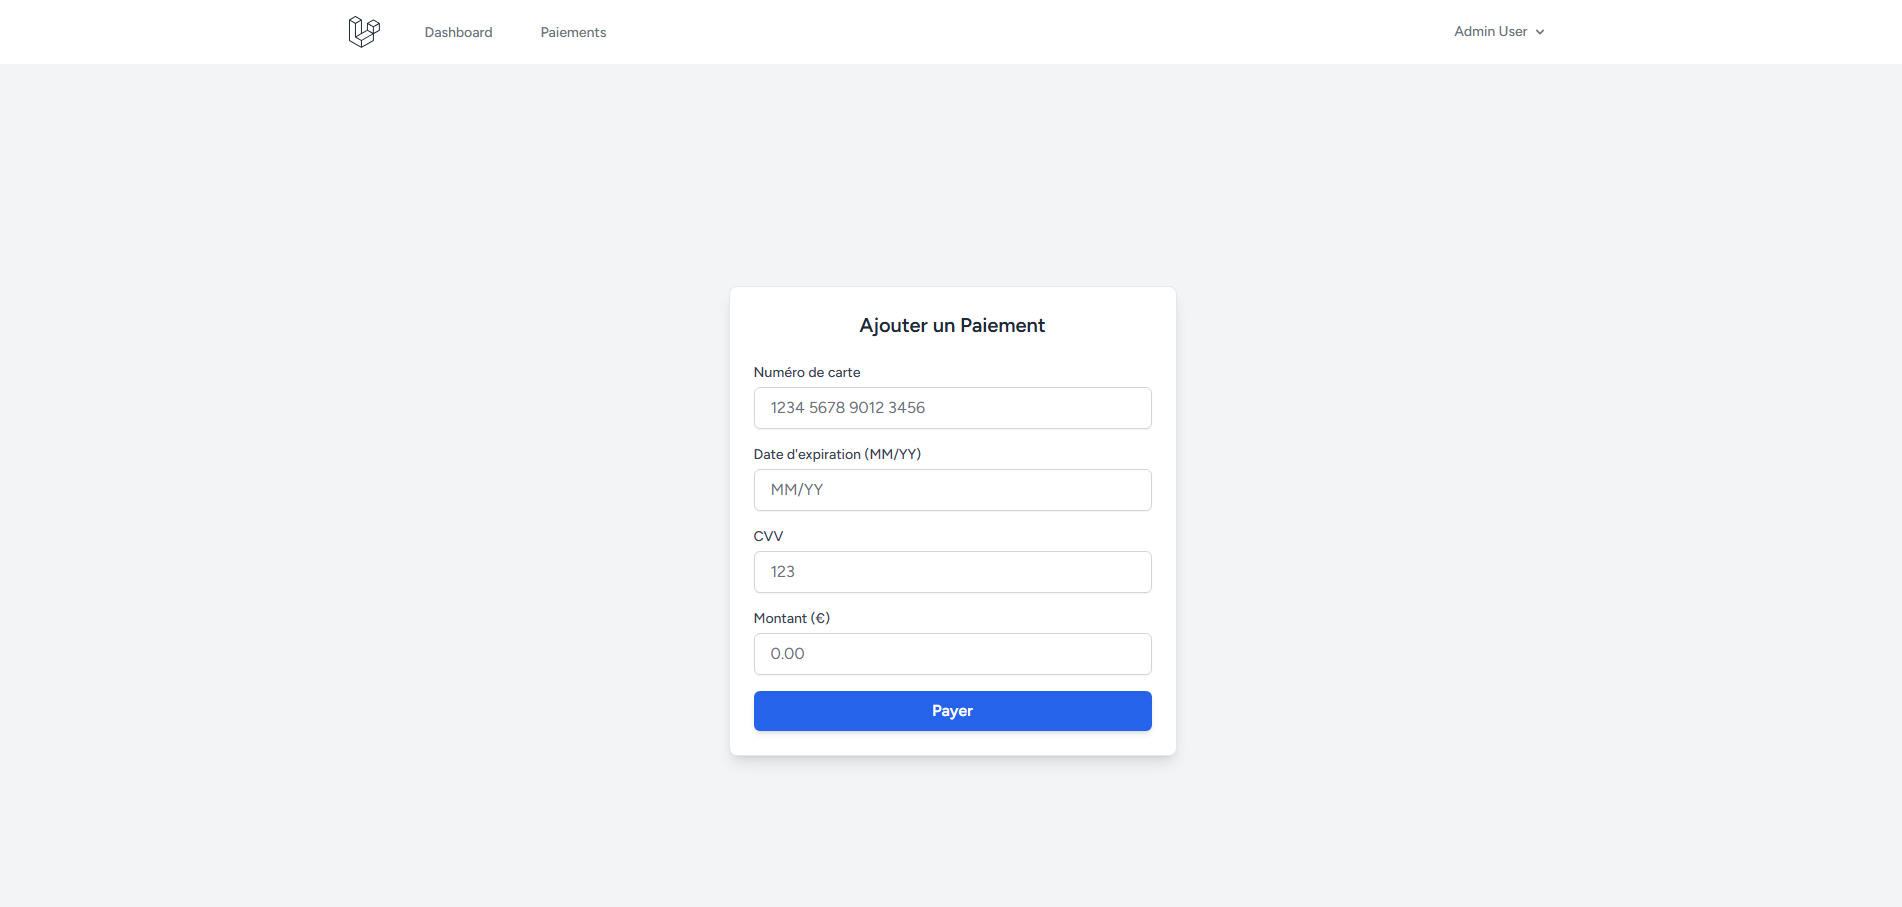 Dashboard
Paiements
Admin User
Ajouter un Paiement
Numéro de carte
1234 5678 9012 3456
Date d'expiration (MM/YY)
MM/YY
CVV
123
Montant (€)
0.00
Payer